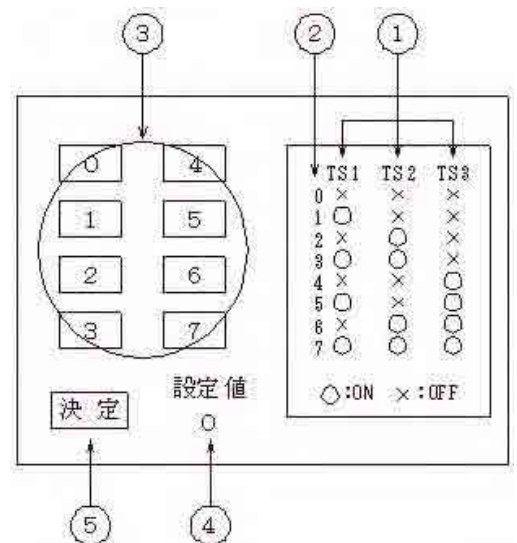 ③ ② ①
0 4
1 5
2 6
3 7
決定
設定値
0
TS1 TS2 TS3
0 × × ×
1 ○ × ×
2 × ○ ×
3 ○ ○ ×
4 × × ○
5 ○ × ○
6 × ○ ○
7 ○ ○ ○
○:ON ×:OFF
⑤ ④